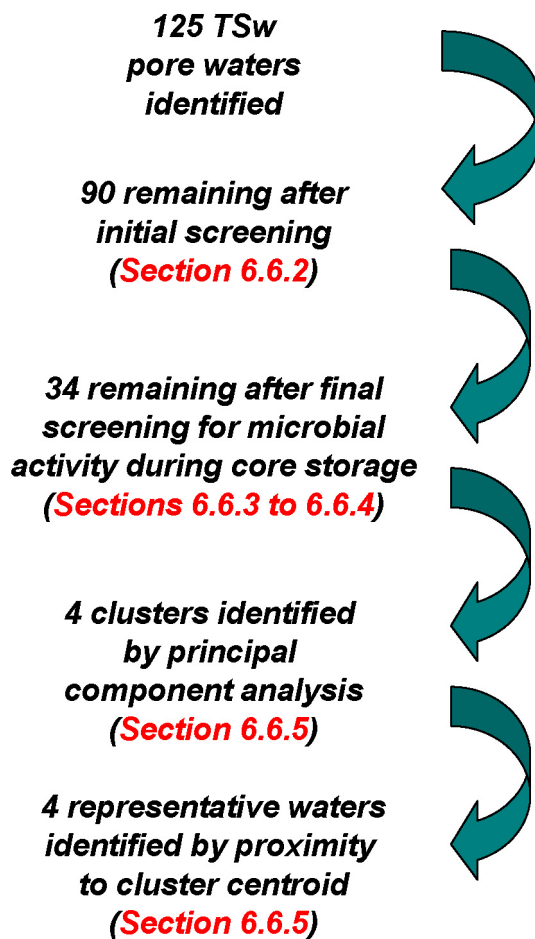 125 TSw
pore waters
identified
90 remaining after
initial screening
(Section 6.6.2)
34 remaining after final
screening for microbial
activity during core storage
(Sections 6.6.3 to 6.6.4)
4 clusters identified
by principal
component analysis
(Section 6.6.5)
4 representative waters
identified by proximity
to cluster centroid
(Section 6.6.5)